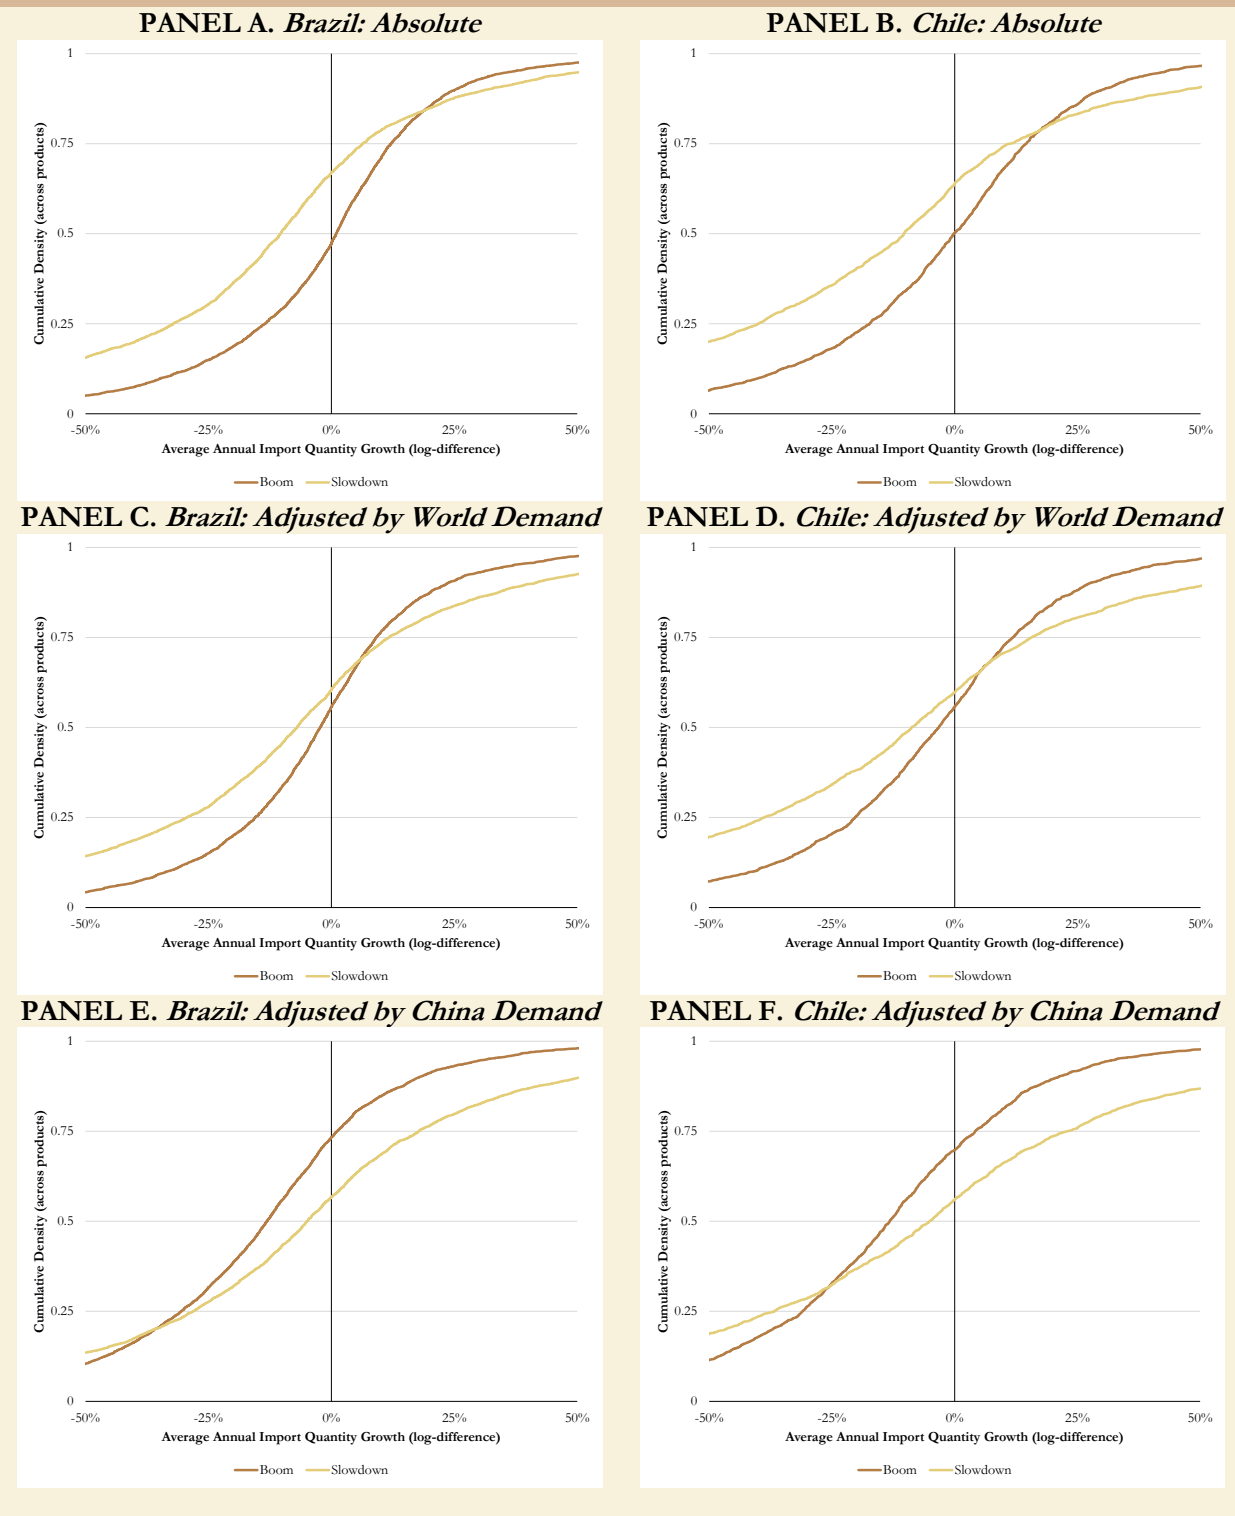 PANEL A. Brazil: Absolute
1
0.75
0.5
0.25
0
Cumulative Density (across products)
-50% -25% 0% 25% 50%
Average Annual Import Quantity Growth (log-difference)
Boom Slowdown
PANEL B. Chile: Absolute
1
0.75
0.5
0.25
0
Cumulative Density (across products)
-50% -25% 0% 25% 50%
Average Annual Import Quantity Growth (log-difference)
Boom Slowdown
PANEL C. Brazil: Adjusted by World Demand
1
0.75
0.5
0.25
0
Cumulative Density (across products)
-50% -25% 0% 25% 50%
Average Annual Import Quantity Growth (log-difference)
Boom Slowdown
PANEL D. Chile: Adjusted by World Demand
1
0.75
0.5
0.25
0
Cumulative Density (across products)
-50% -25% 0% 25% 50%
Average Annual Import Quantity Growth (log-difference)
Boom Slowdown
PANEL E. Brazil: Adjusted by China Demand
1
0.75
0.5
0.25
0
Cumulative Density (across products)
-50% -25% 0% 25% 50%
Average Annual Import Quantity Growth (log-difference)
Boom Slowdown
PANEL F. Chile: Adjusted by China Demand
1
0.75
0.5
0.25
0
Cumulative Density (across products)
-50% -25% 0% 25% 50%
Average Annual Import Quantity Growth (log-difference)
Boom Slowdown